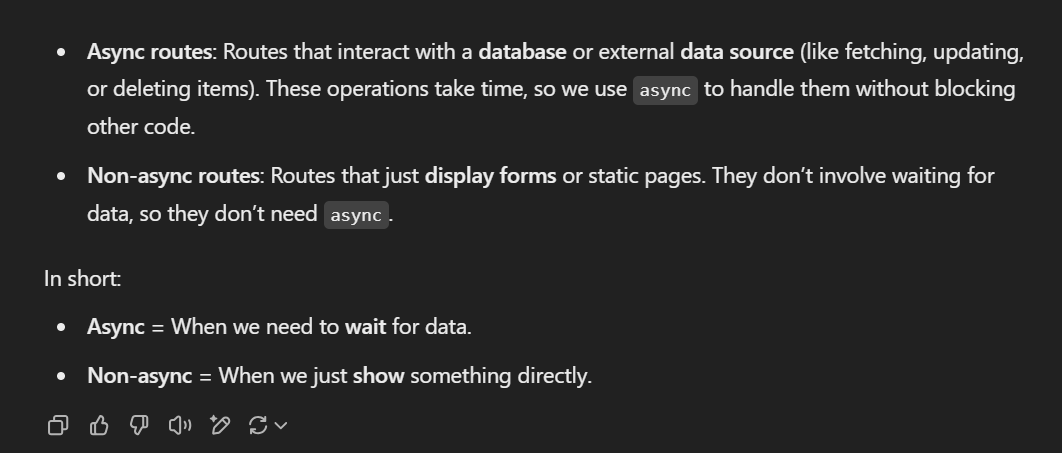 Async routes: Routes that interact with a database or external data source (like fetching, updating,
or deleting items). These operations take time, so we use async to handle them without blocking
other code.
Non-async routes: Routes that just display forms or static pages. They don’t involve waiting for
data, so they don’t need async.
In short:
Async = When we need to wait for data.
Non-async = When we just show something directly.